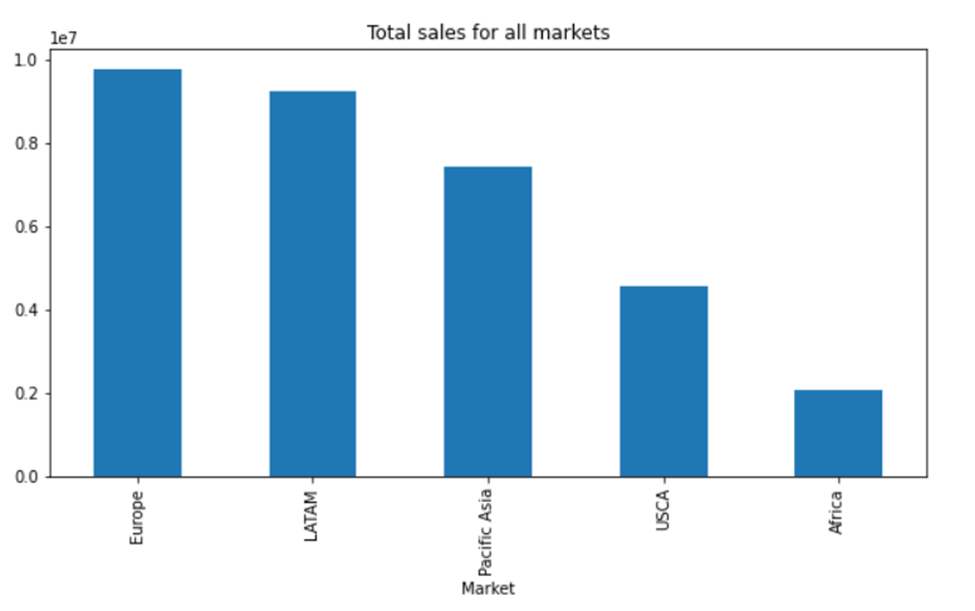 Total sales for all markets
1e7
1.0
0.8
0.6
0.4
0.2
0.0
Europe
LATAM
Pacific Asia
USCA
Africa
Market